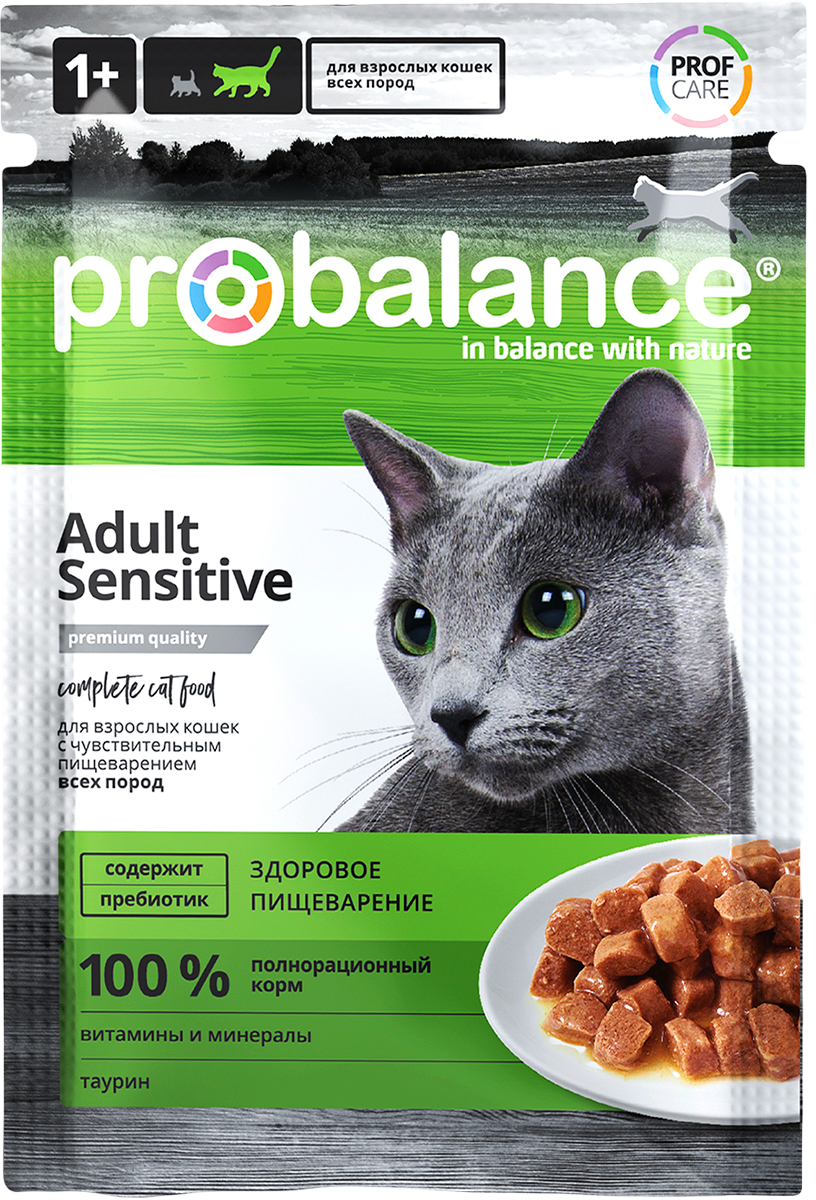 1+
для взрослых кошек
всех пород
PROF
CARE
probalance®
in balance with nature
Adult
Sensitive
premium quality
complete cat food
для взрослых кошек
с чувствительным
пищеварением
всех пород
содержит
пребиотик
ЗДОРОВОЕ
ПИЩЕВАРЕНИЕ
100 %
полнорационный
корм
витамины и минералы
таурин